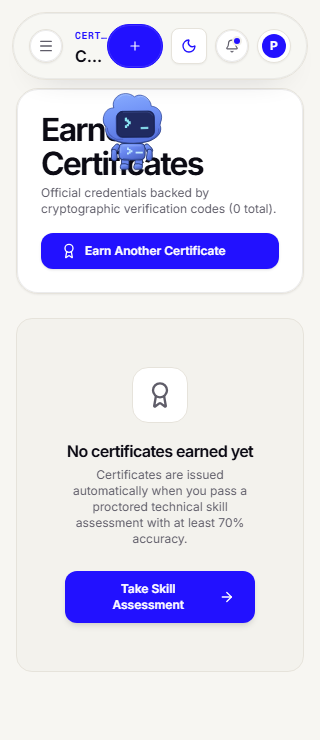 CERT…
C…
P
Earned
Certificates
Official credentials backed by
cryptographic verification codes (0 total).
Earn Another Certificate
No certificates earned yet
Certificates are issued
automatically when you pass a
proctored technical skill
assessment with at least 70%
accuracy.
Take Skill
Assessment